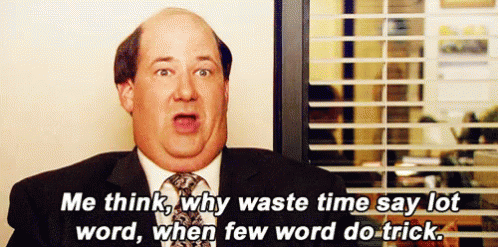 Me think, why waste time say lot
word, when few word do trick.